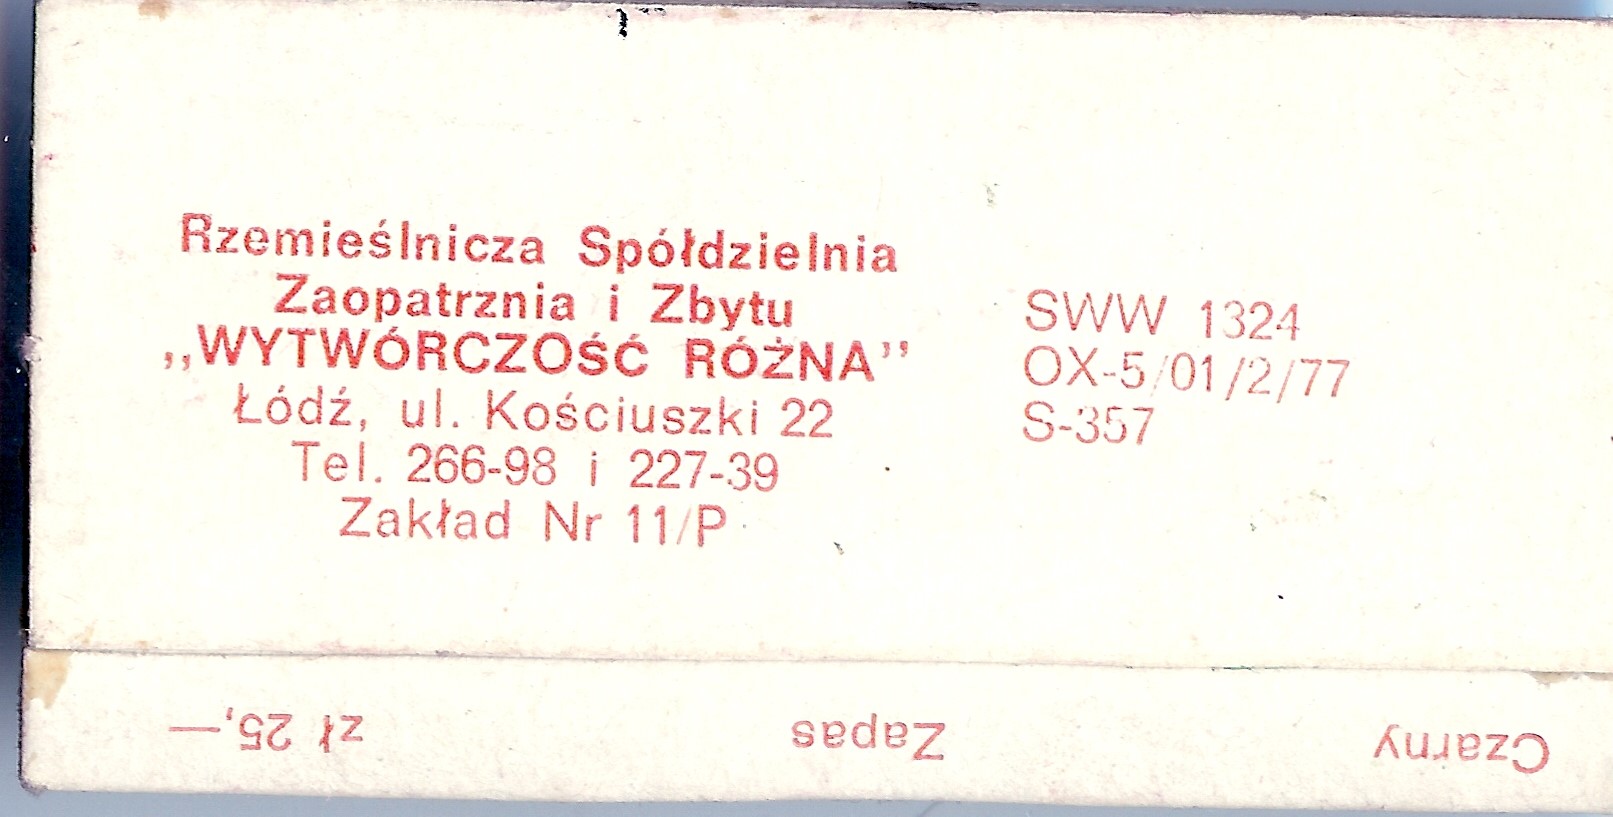 Rzemieślnicza Spółdzielnia
Zaopatrznia i Zbytu
„WYTWÓRCZOŚĆ RÓŻNA”
Łódź, ul. Kościuszki 22
Tel. 266-98 i 227-39
Zakład Nr 11/P
SWW 1324
OX-5/01/2/77
S-357
Czarny Zapas zł 25,—